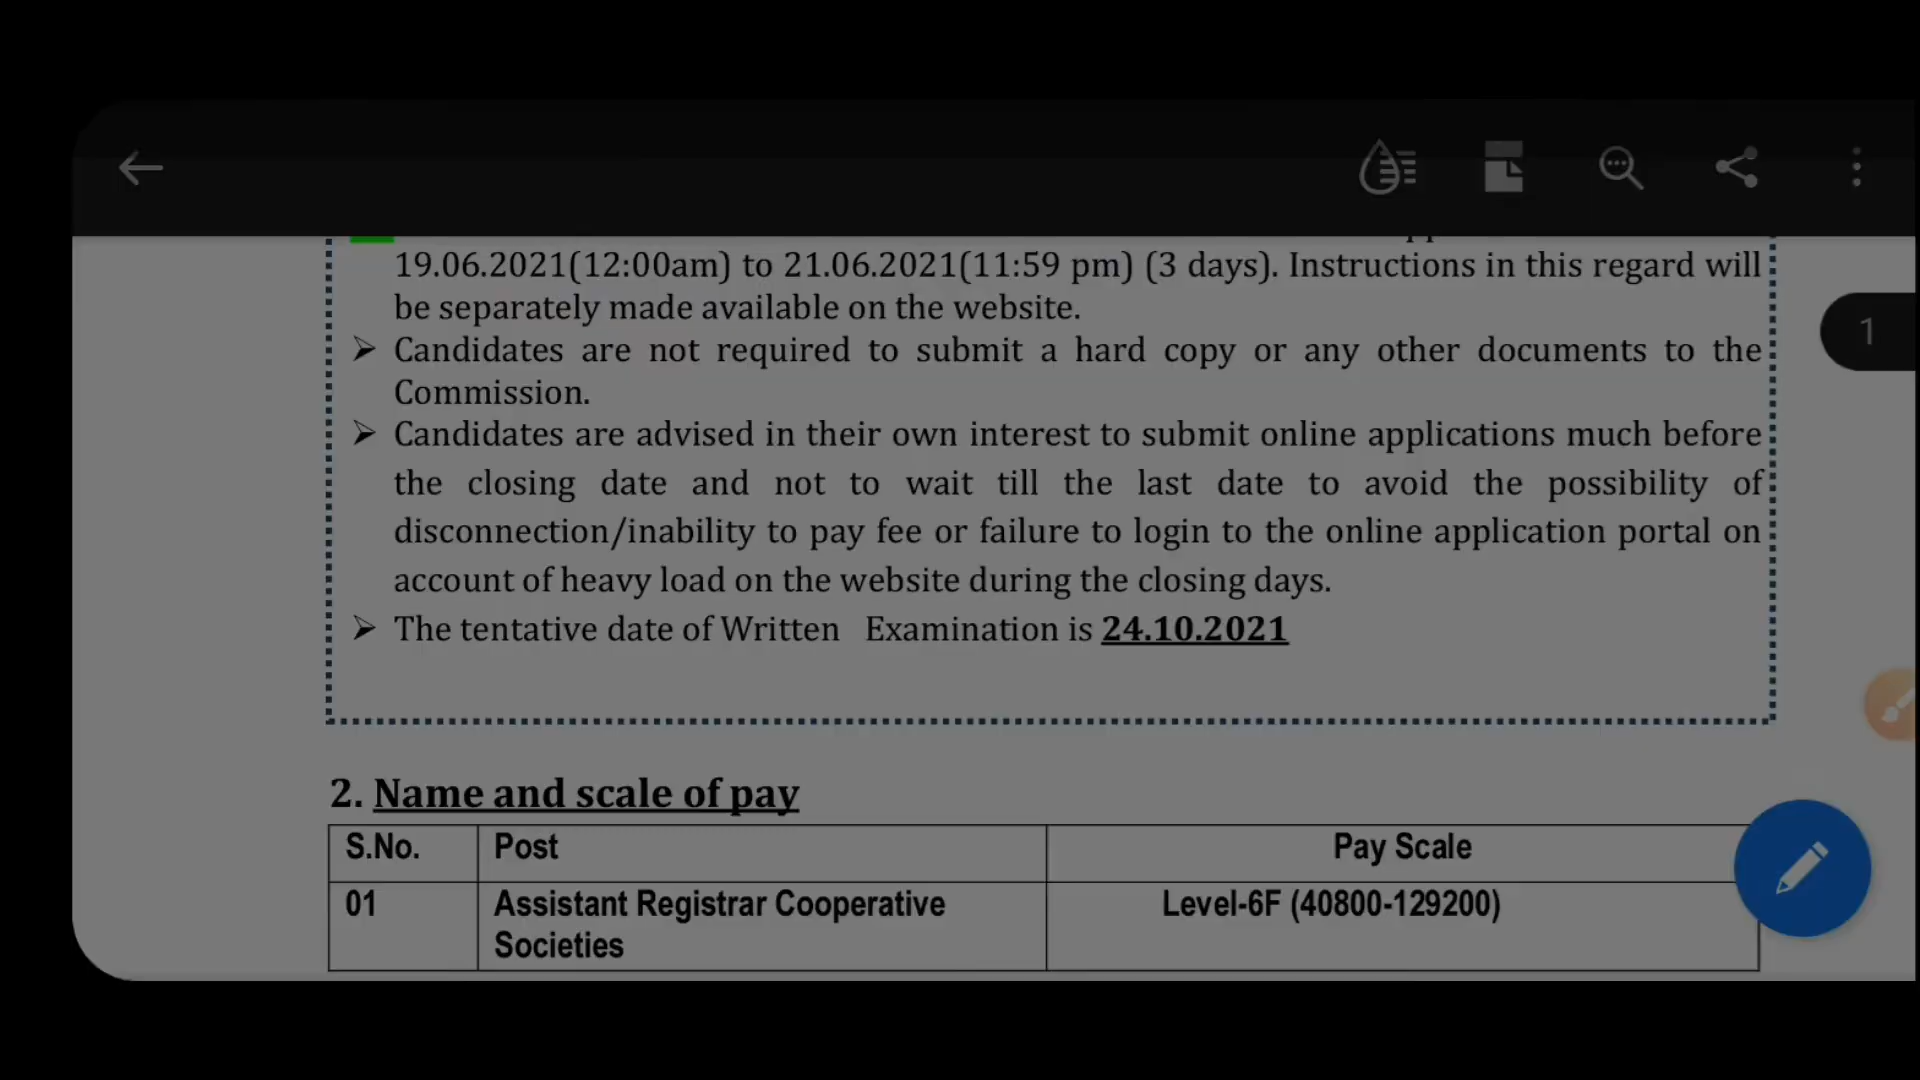 19.06.2021(12:00am) to 21.06.2021(11:59 pm) (3 days). Instructions in this regard will
be separately made available on the website.
1
➢ Candidates are not required to submit a hard copy or any other documents to the
Commission.
➢ Candidates are advised in their own interest to submit online applications much before
the closing date and not to wait till the last date to avoid the possibility of
disconnection/inability to pay fee or failure to login to the online application portal on
account of heavy load on the website during the closing days.
➢ The tentative date of Written Examination is 24.10.2021
2. Name and scale of pay
S.No. Post Pay Scale
01 Assistant Registrar Cooperative Level-6F (40800-129200)
Societies